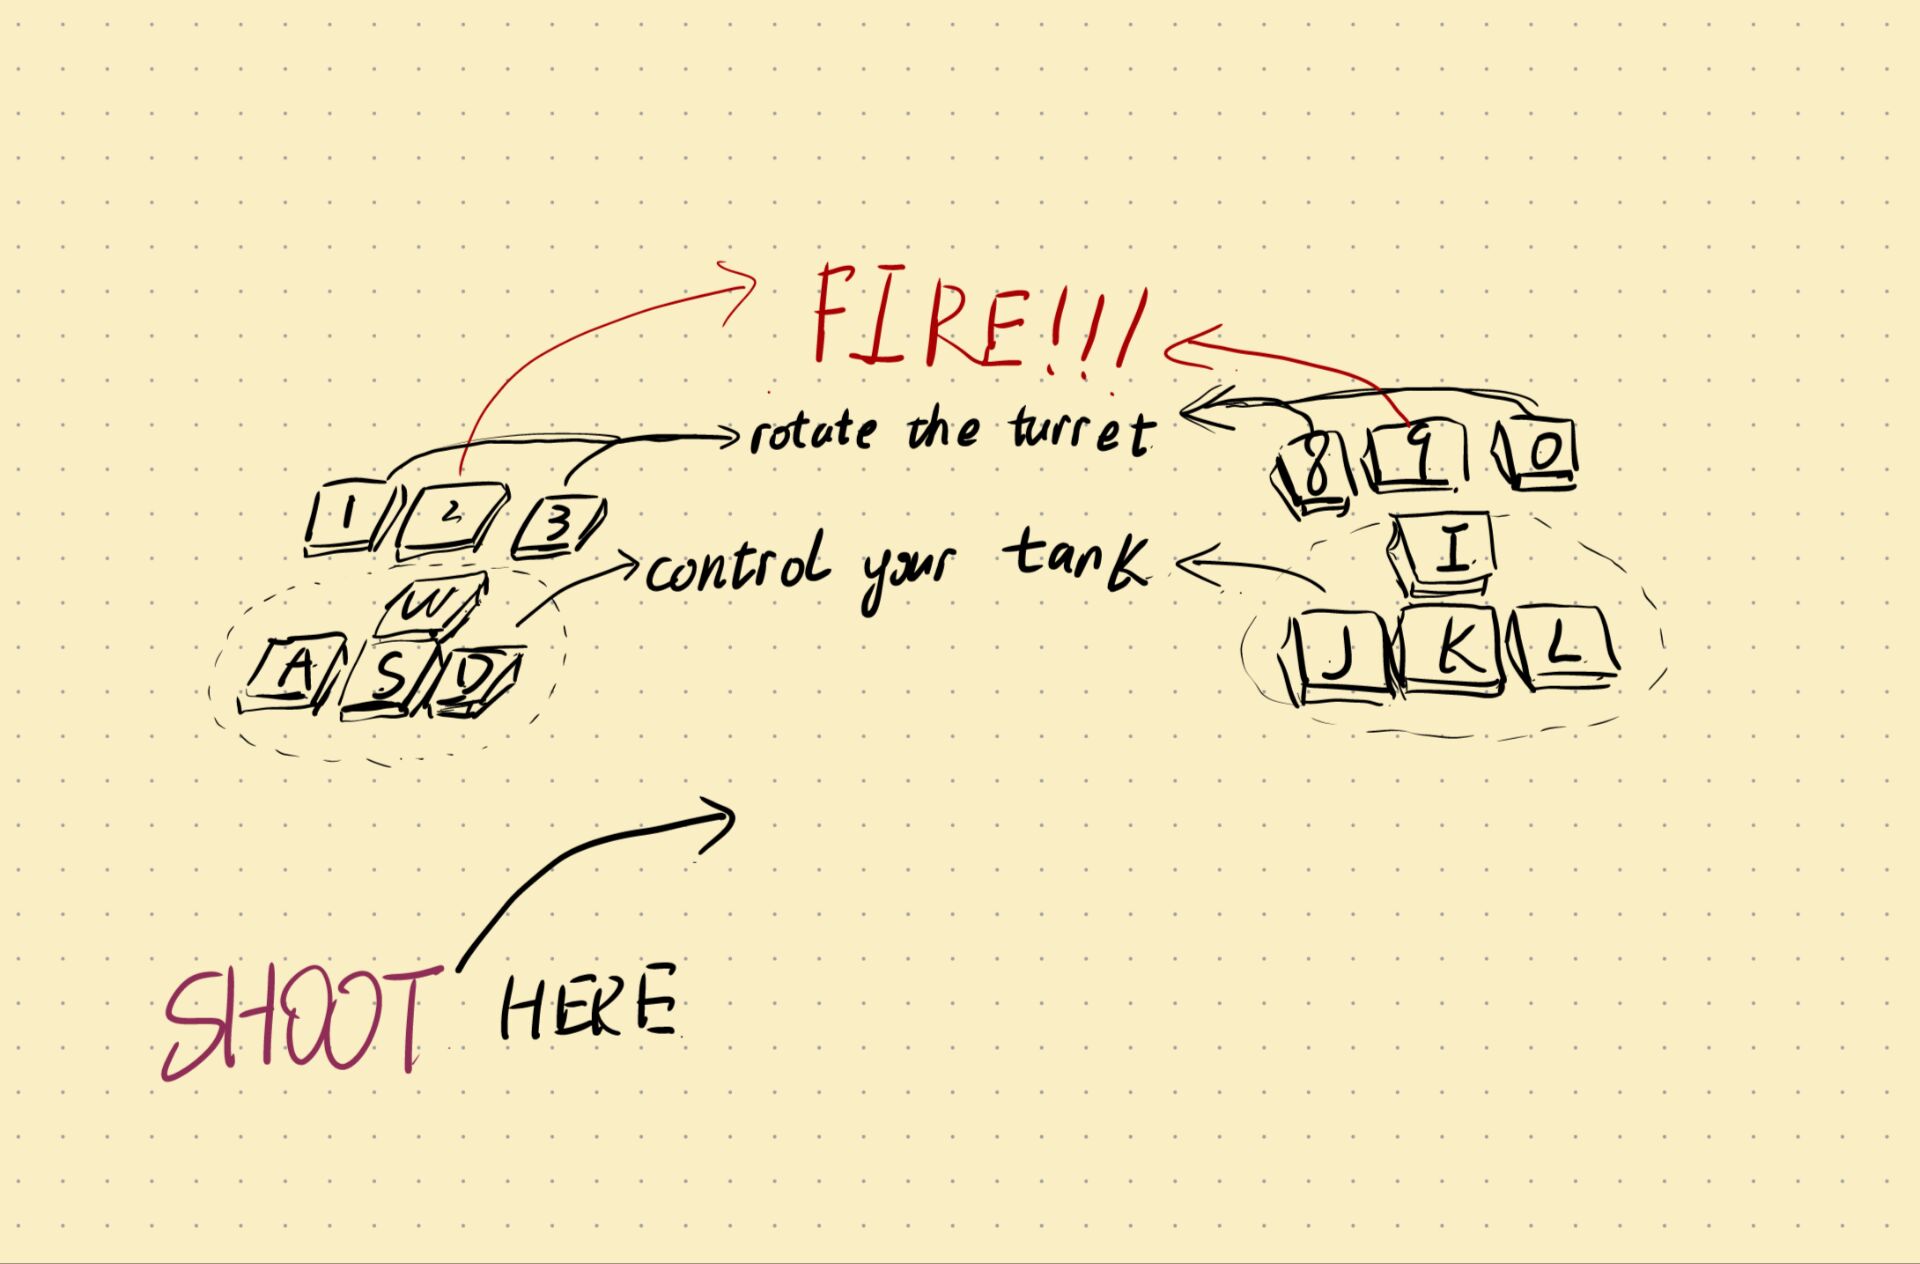 FIRE!!!
rotate the turret
1 2 3
8 9 0
control your tank
W
A S D
I
J K L
SHOOT HERE